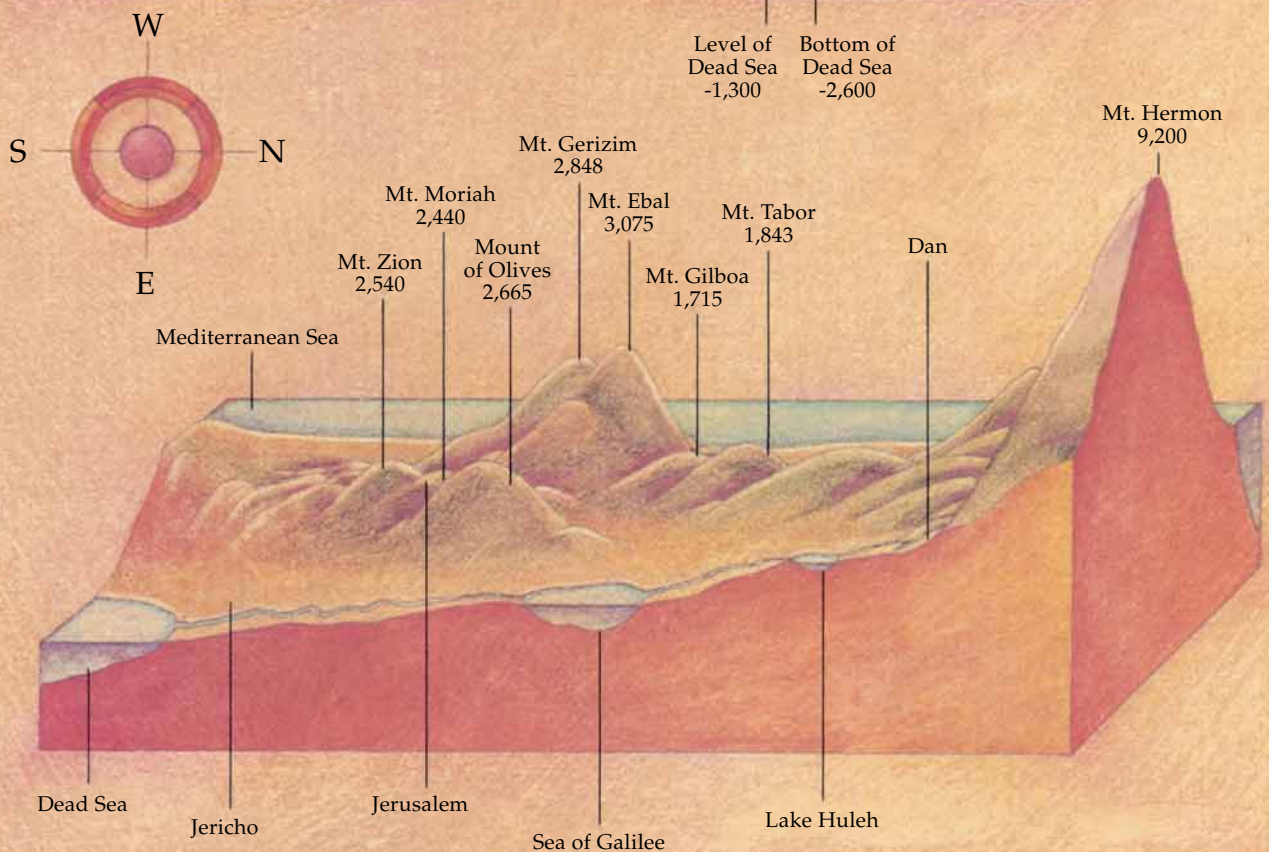 W
S
N
E
Level of
Dead Sea
-1,300
Bottom of
Dead Sea
-2,600
Mt. Hermon
9,200
Mt. Gerizim
2,848
Mt. Moriah
2,440
Mt. Ebal
3,075
Mt. Tabor
1,843
Mount
of Olives
2,665
Dan
Mt. Zion
2,540
Mt. Gilboa
1,715
Mediterranean Sea
Dead Sea
Jericho
Jerusalem
Sea of Galilee
Lake Huleh